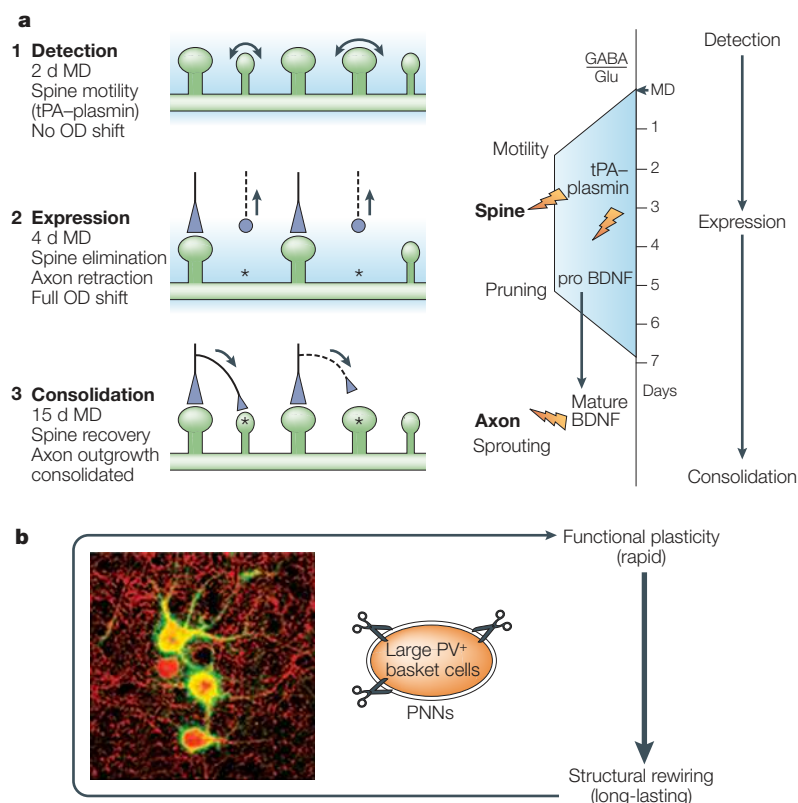 a
1 Detection
2 d MD
Spine motility
(tPA–plasmin)
No OD shift
2 Expression
4 d MD
Spine elimination
Axon retraction
Full OD shift
* *
3 Consolidation
15 d MD
Spine recovery
Axon outgrowth
consolidated
* *
GABA
Glu
MD
1
2
3
4
5
6
7
Days
Motility
tPA–
plasmin
Spine
pro BDNF
Pruning
Mature
BDNF
Axon
Sprouting
Detection
Expression
Consolidation
b
Large PV+
basket cells
PNNs
Functional plasticity
(rapid)
Structural rewiring
(long-lasting)